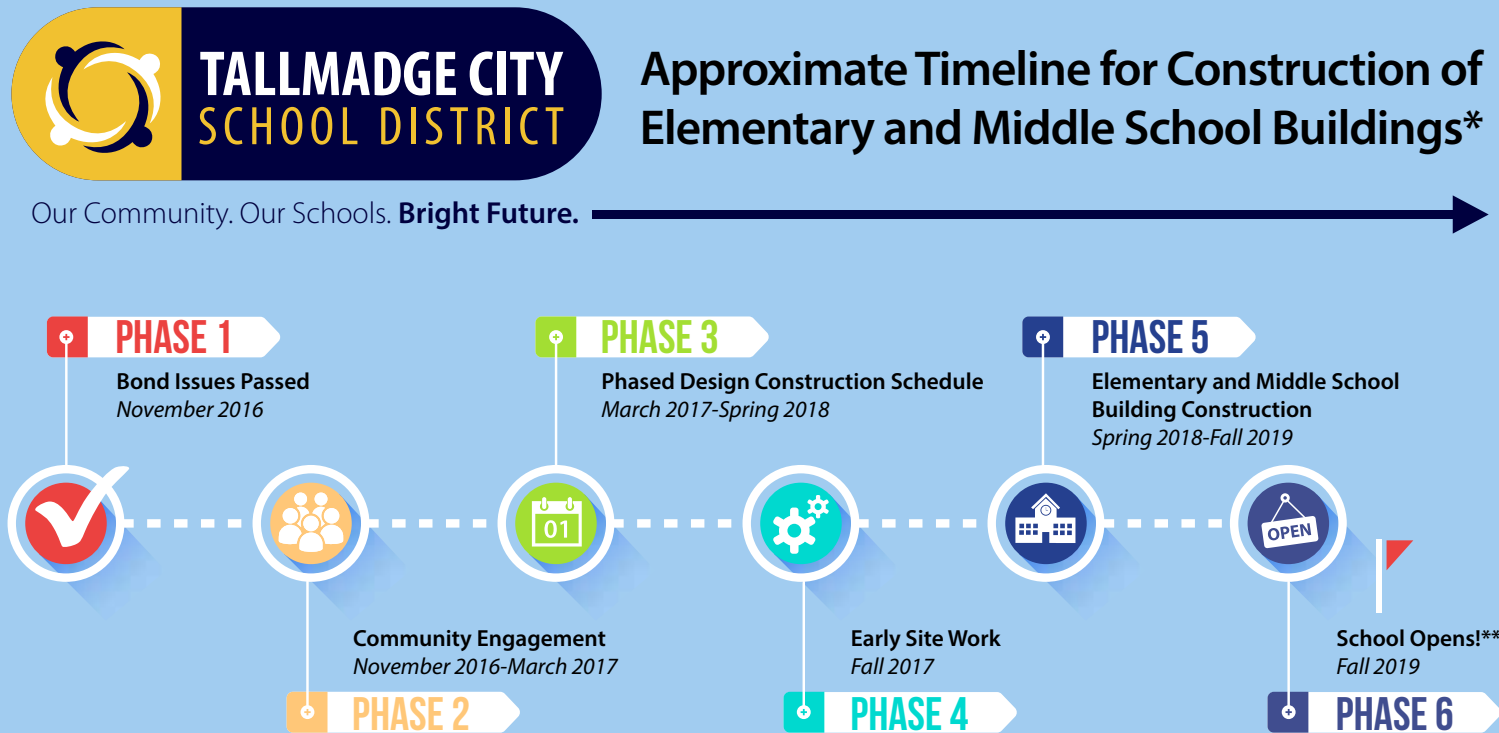 TALLMADGE CITY
SCHOOL DISTRICT
Approximate Timeline for Construction of
Elementary and Middle School Buildings*
Our Community. Our Schools. Bright Future.
PHASE 1
Bond Issues Passed
November 2016
PHASE 3
Phased Design Construction Schedule
March 2017-Spring 2018
PHASE 5
Elementary and Middle School
Building Construction
Spring 2018-Fall 2019
01
OPEN
Community Engagement
November 2016-March 2017
PHASE 2
Early Site Work
Fall 2017
PHASE 4
School Opens!**
Fall 2019
PHASE 6